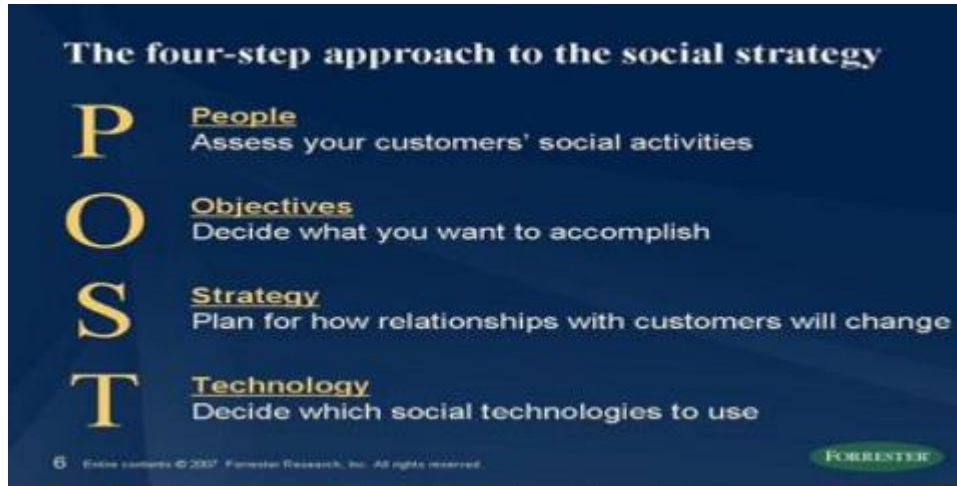 The four-step approach to the social strategy
P
People
Assess your customers' social activities
O
Objectives
Decide what you want to accomplish
S
Strategy
Plan for how relationships with customers will change
T
Technology
Decide which social technologies to use
6 Entire contents © 2007 Forrester Research, Inc. All rights reserved.
FORRESTER